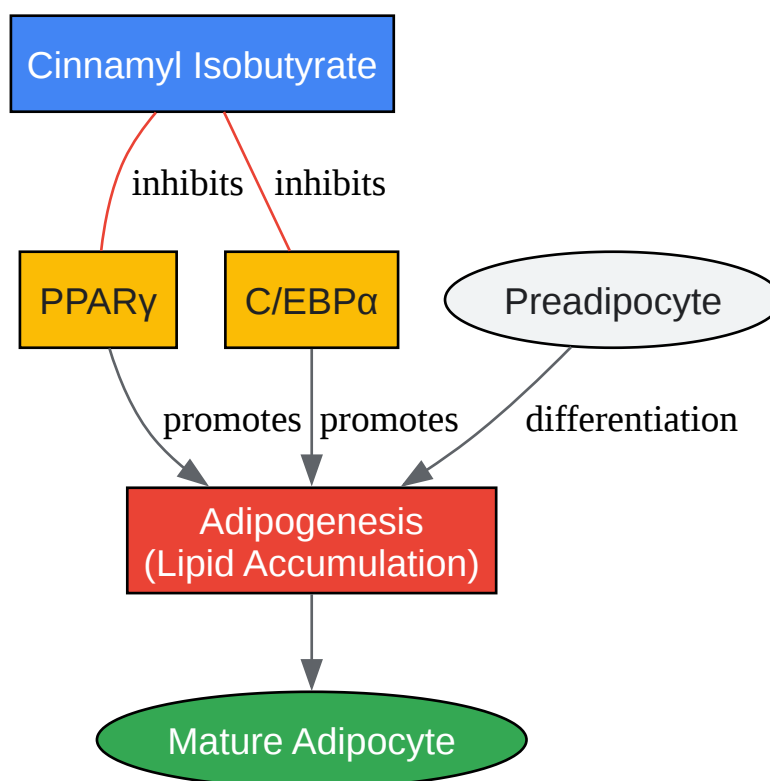 Cinnamyl Isobutyrate
inhibits
inhibits
PPARγ
C/EBPα
Preadipocyte
promotes
promotes
differentiation
Adipogenesis
(Lipid Accumulation)
Mature Adipocyte